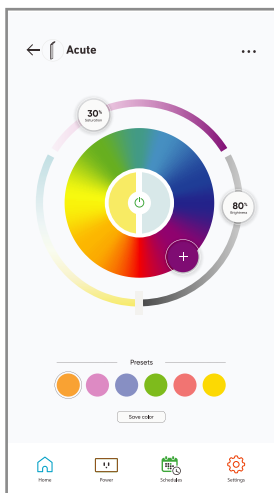 Acute
30%
Saturation
80%
Brightness
Presets
Save color
Home
Power
Schedules
Settings